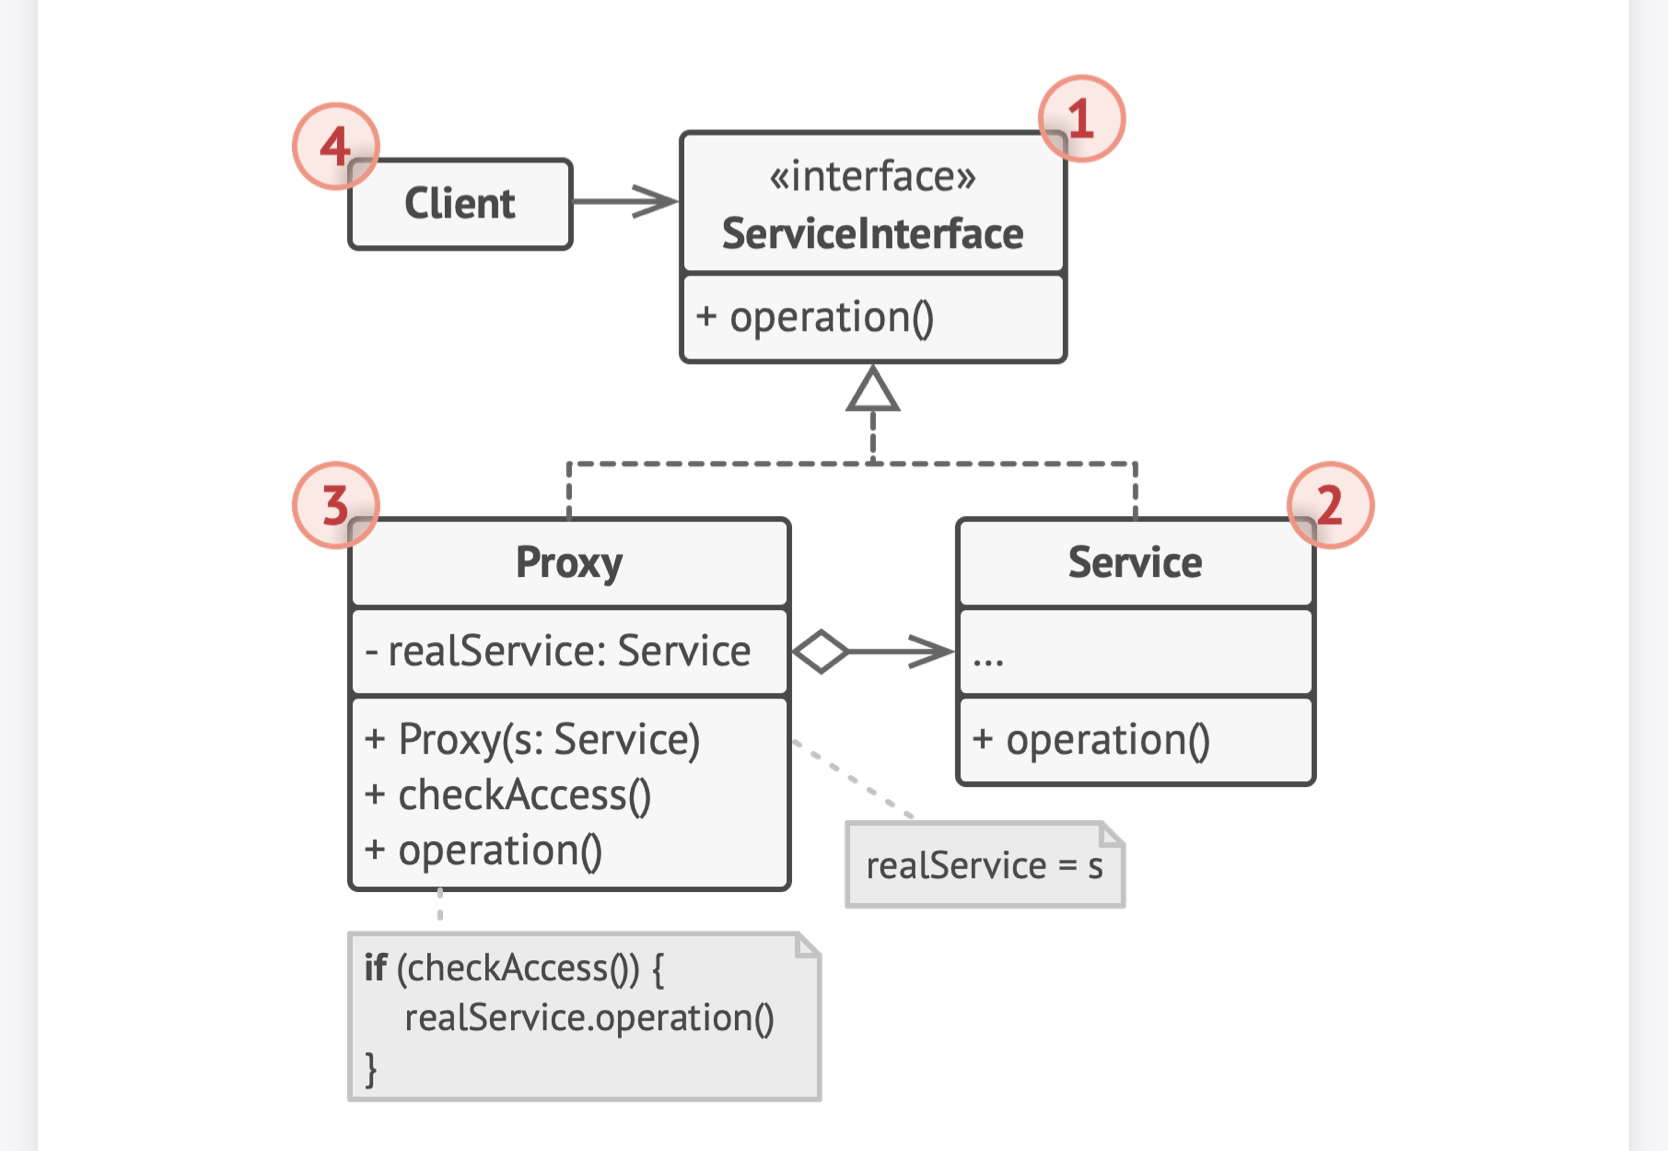 4
Client
1
«interface»
ServiceInterface
+ operation()
3
Proxy
- realService: Service
+ Proxy(s: Service)
+ checkAccess()
+ operation()
2
Service
...
+ operation()
realService = s
if (checkAccess()) {
realService.operation()
}